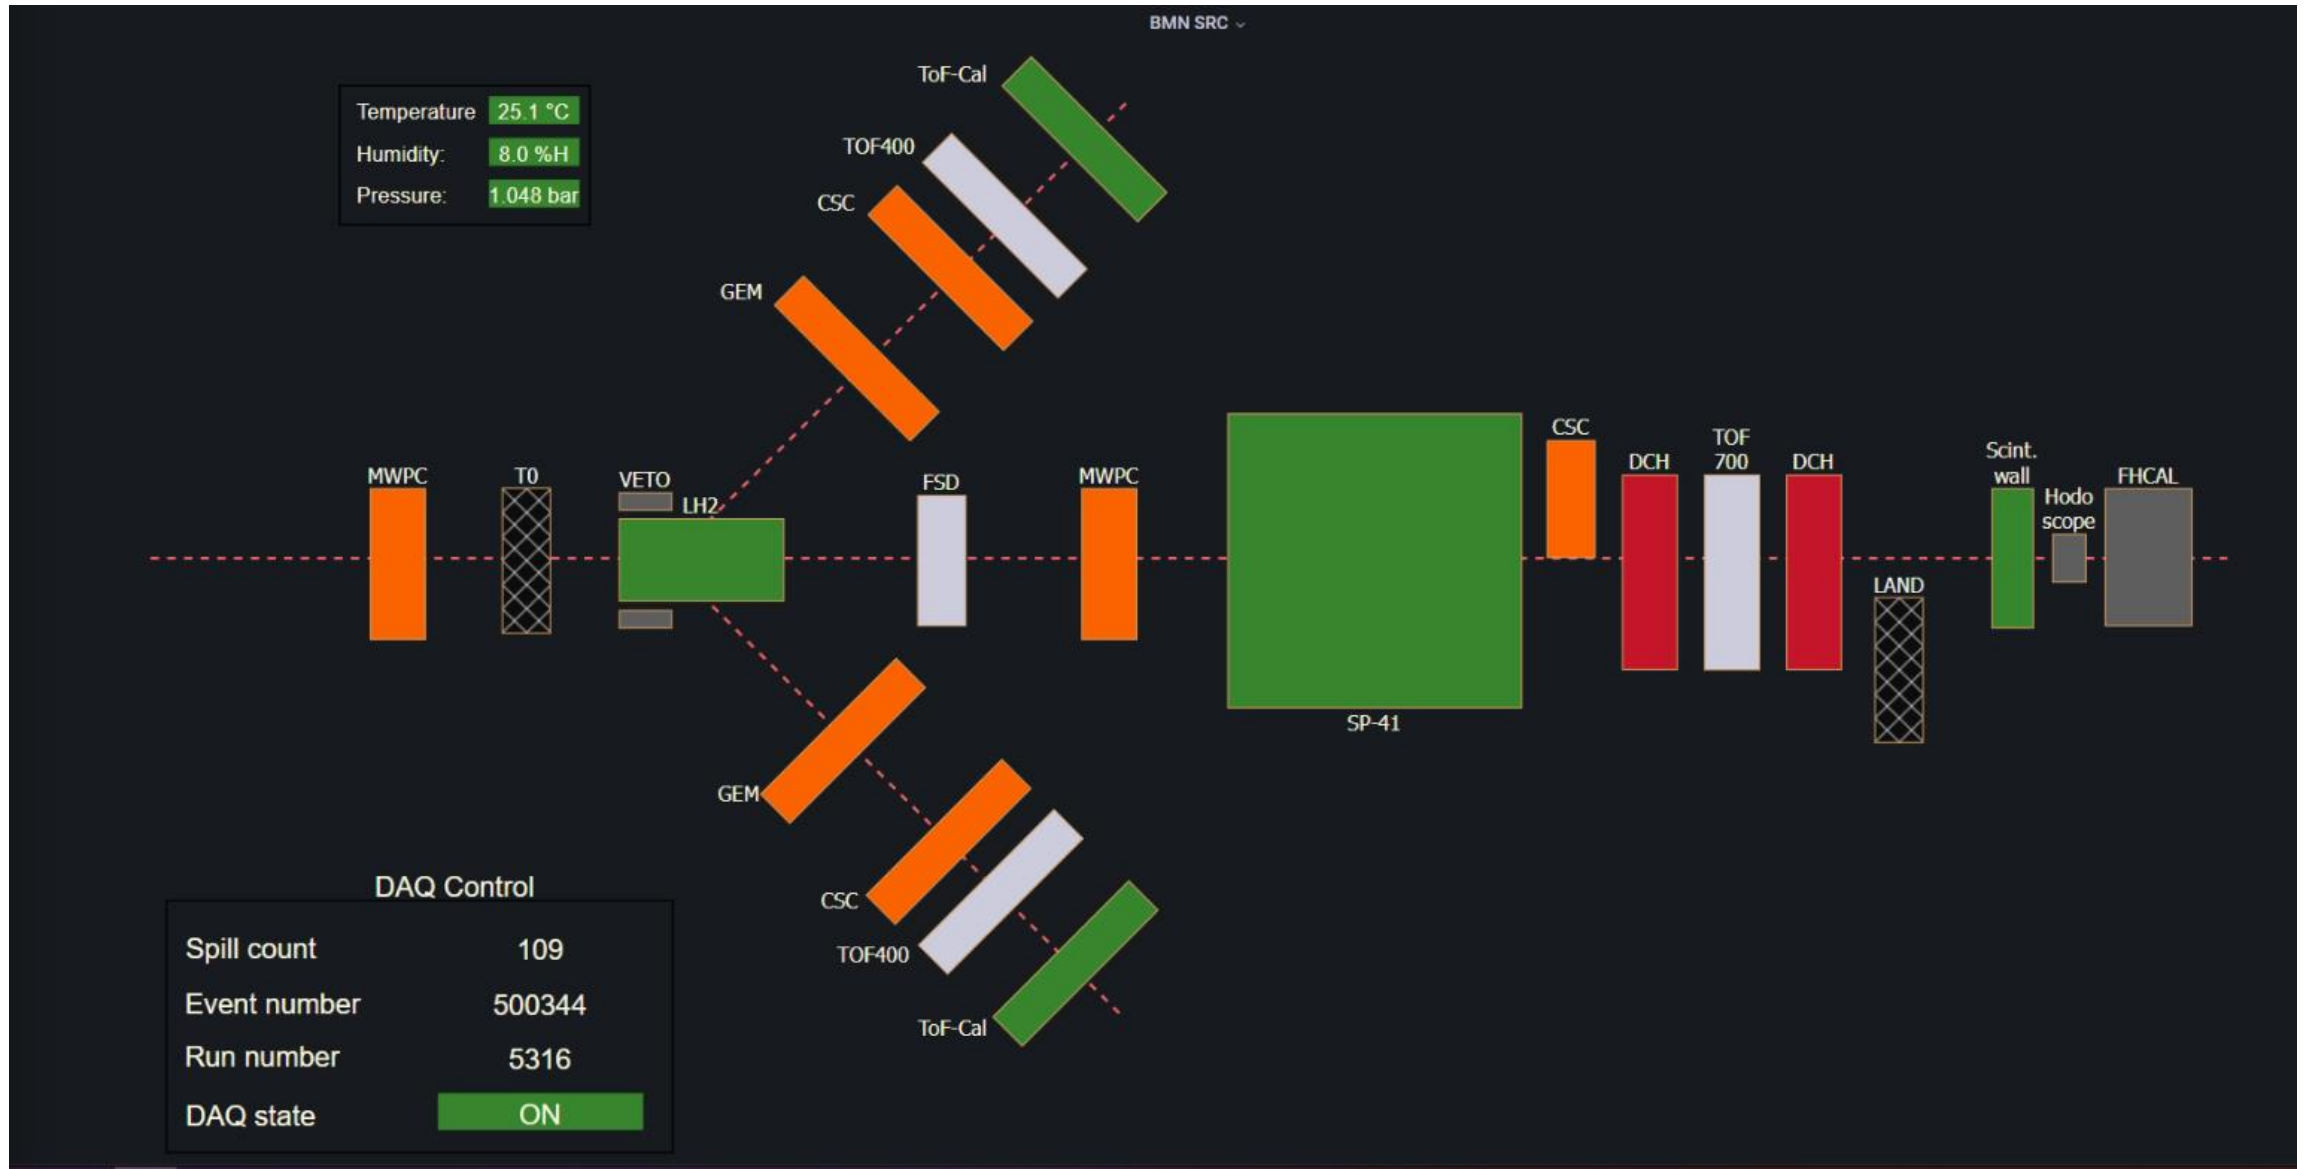 BMN SRC
Temperature 25.1 °C
Humidity: 8.0 %H
Pressure: 1.048 bar
ToF-Cal
TOF400
CSC
GEM
MWPC
T0
VETO
LH2
FSD
MWPC
SP-41
CSC
DCH
TOF
700
DCH
LAND
Scint.
wall
Hodo
scope
FHCAL
GEM
CSC
TOF400
ToF-Cal
DAQ Control
Spill count 109
Event number 500344
Run number 5316
DAQ state ON